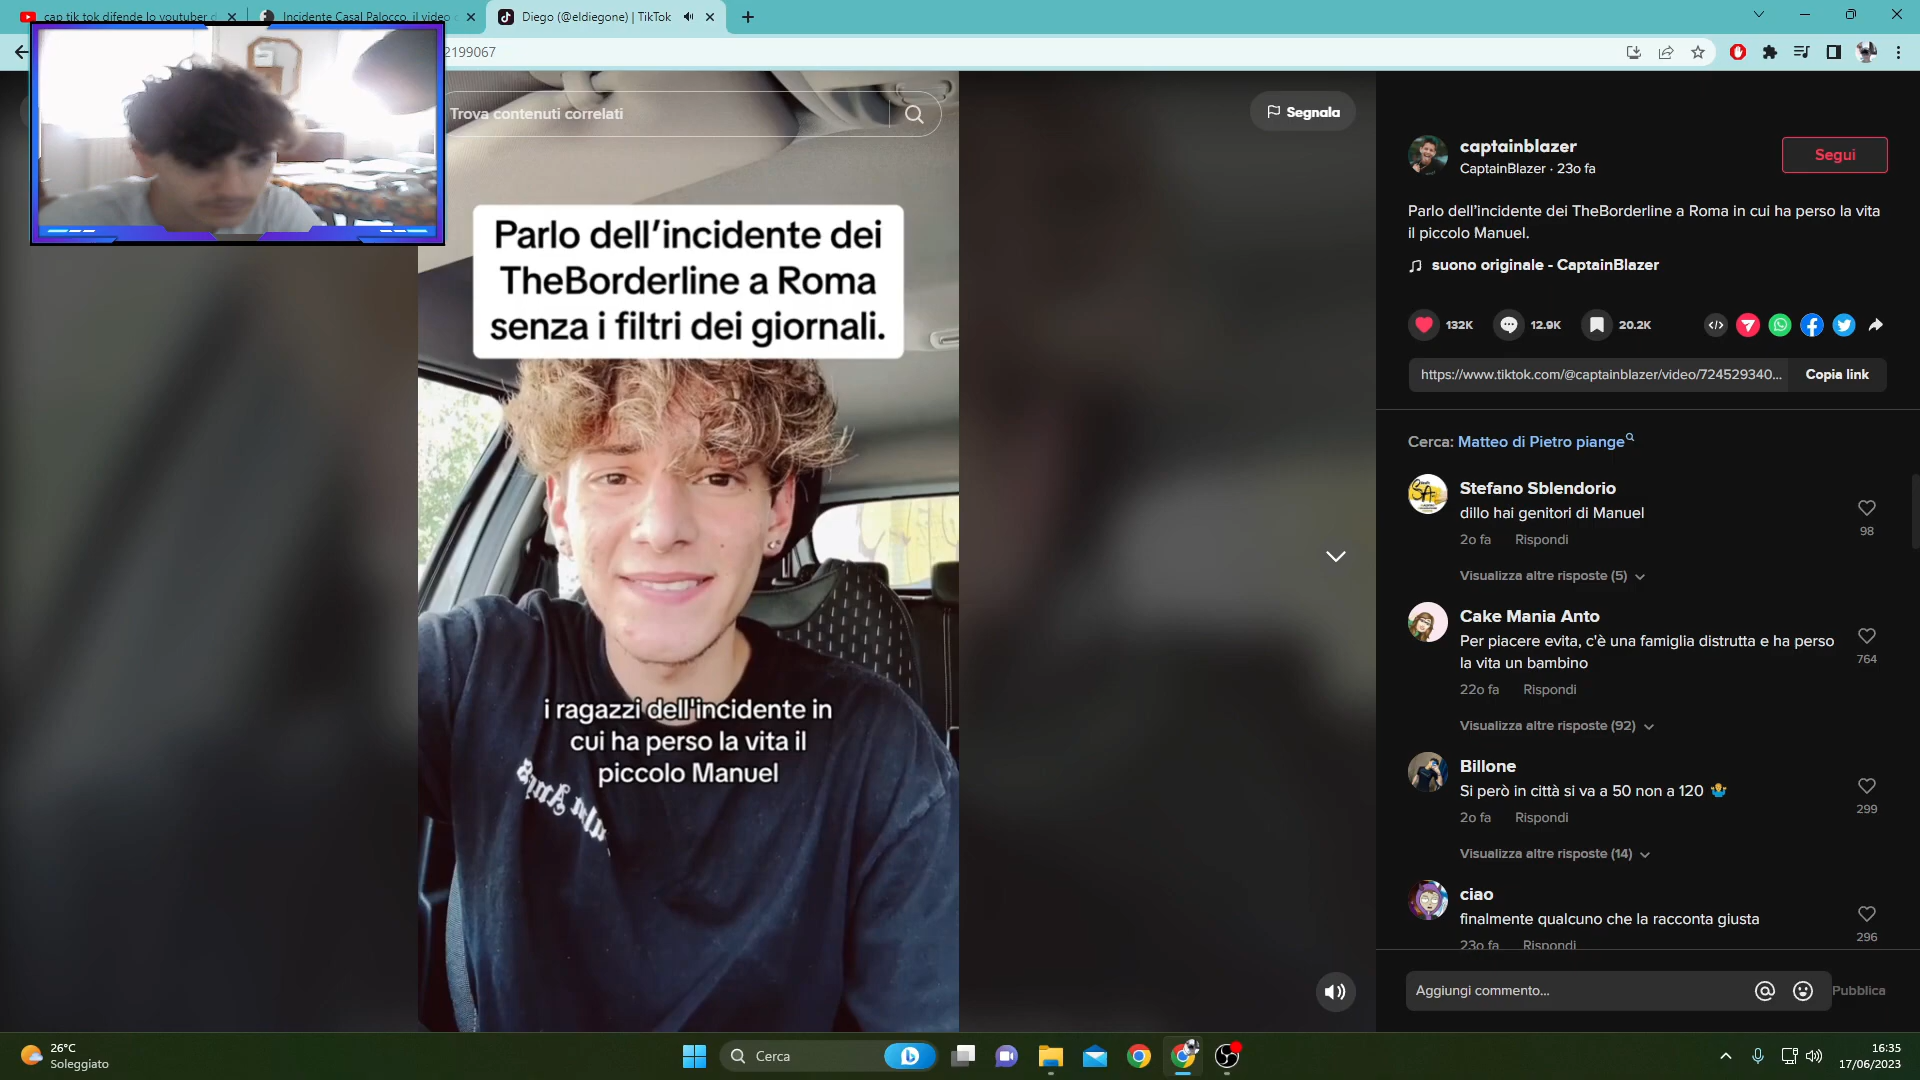 cap tik tok difende lo youtuber d
Incidente Casal Palocco, il video
Diego (@eldiegone) | TikTok
2199067
Trova contenuti correlati
Segnala
Parlo dell'incidente dei
TheBorderline a Roma
senza i filtri dei giornali.
i ragazzi dell'incidente in
cui ha perso la vita il
piccolo Manuel
captainblazer
CaptainBlazer · 23o fa
Segui
Parlo dell'incidente dei TheBorderline a Roma in cui ha perso la vita
il piccolo Manuel.
suono originale - CaptainBlazer
132K
12.9K
20.2K
https://www.tiktok.com/@captainblazer/video/724529340...
Copia link
Cerca: Matteo di Pietro piange
Stefano Sblendorio
dillo hai genitori di Manuel
98
2o fa Rispondi
Visualizza altre risposte (5)
Cake Mania Anto
Per piacere evita, c'è una famiglia distrutta e ha perso
la vita un bambino
764
22o fa Rispondi
Visualizza altre risposte (92)
Billone
Si però in città si va a 50 non a 120
299
2o fa Rispondi
Visualizza altre risposte (14)
ciao
finalmente qualcuno che la racconta giusta
296
23o fa Rispondi
Aggiungi commento...
Pubblica
26°C
Soleggiato
Cerca
16:35
17/06/2023